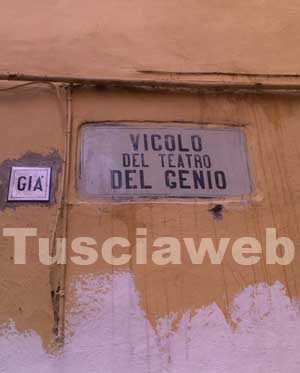 GIA
VICOLO
DEL TEATRO
DEL GENIO
Tusciaweb